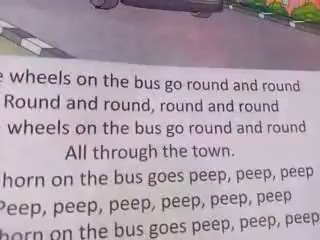 wheels on the bus go round and round
Round and round, round and round
wheels on the bus go round and round
All through the town.
horn on the bus goes peep, peep, peep
Peep, peep, peep, peep, peep, peep
horn on the bus goes peep, peep, peep